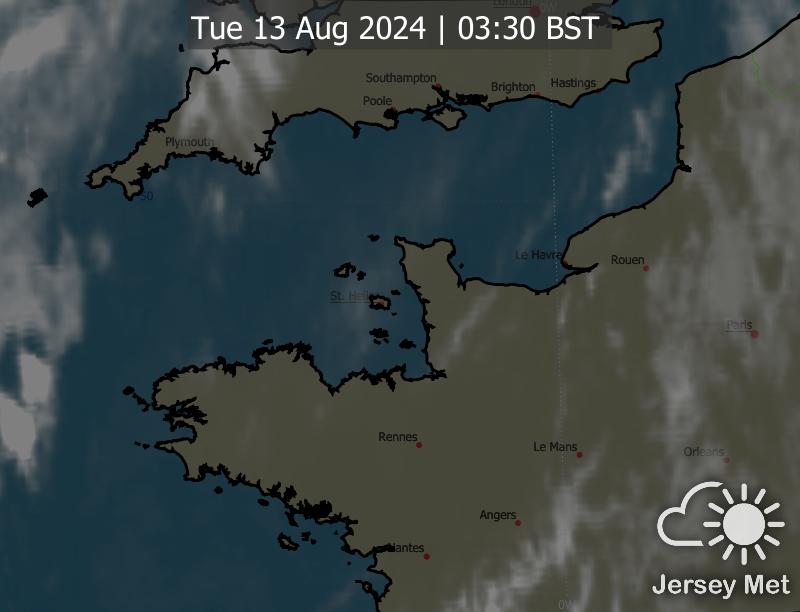 London
0W
Tue 13 Aug 2024 | 03:30 BST
Southampton
Brighton
Hastings
Poole
Plymouth
50
Le Havre
Rouen
St. Helier
Paris
Rennes
Le Mans
Orleans
Angers
Nantes
0W
Jersey Met